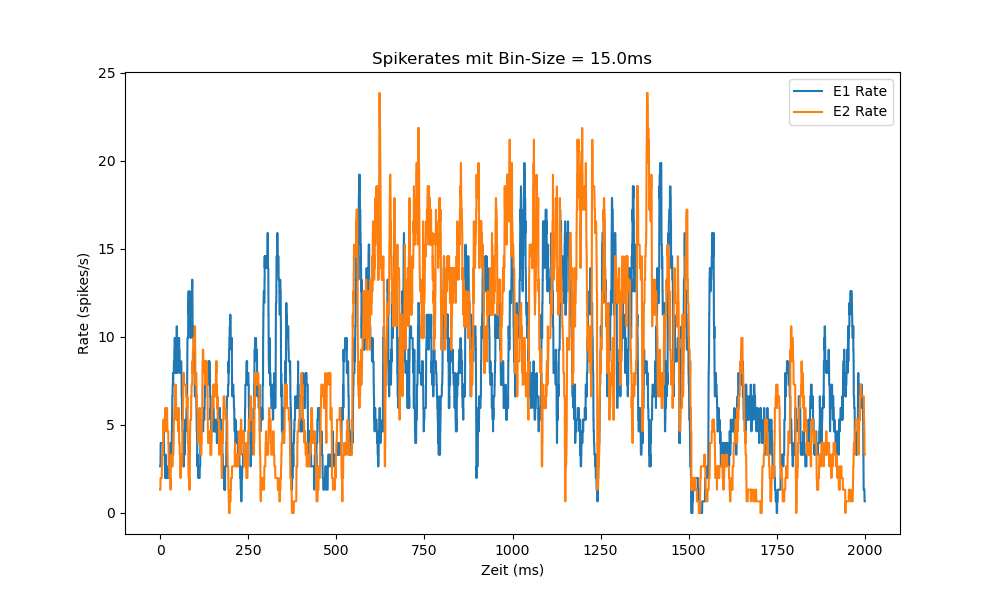 Spikerates mit Bin-Size = 15.0ms
E1 Rate
E2 Rate
Rate (spikes/s)
25
20
15
10
5
0
0 250 500 750 1000 1250 1500 1750 2000
Zeit (ms)